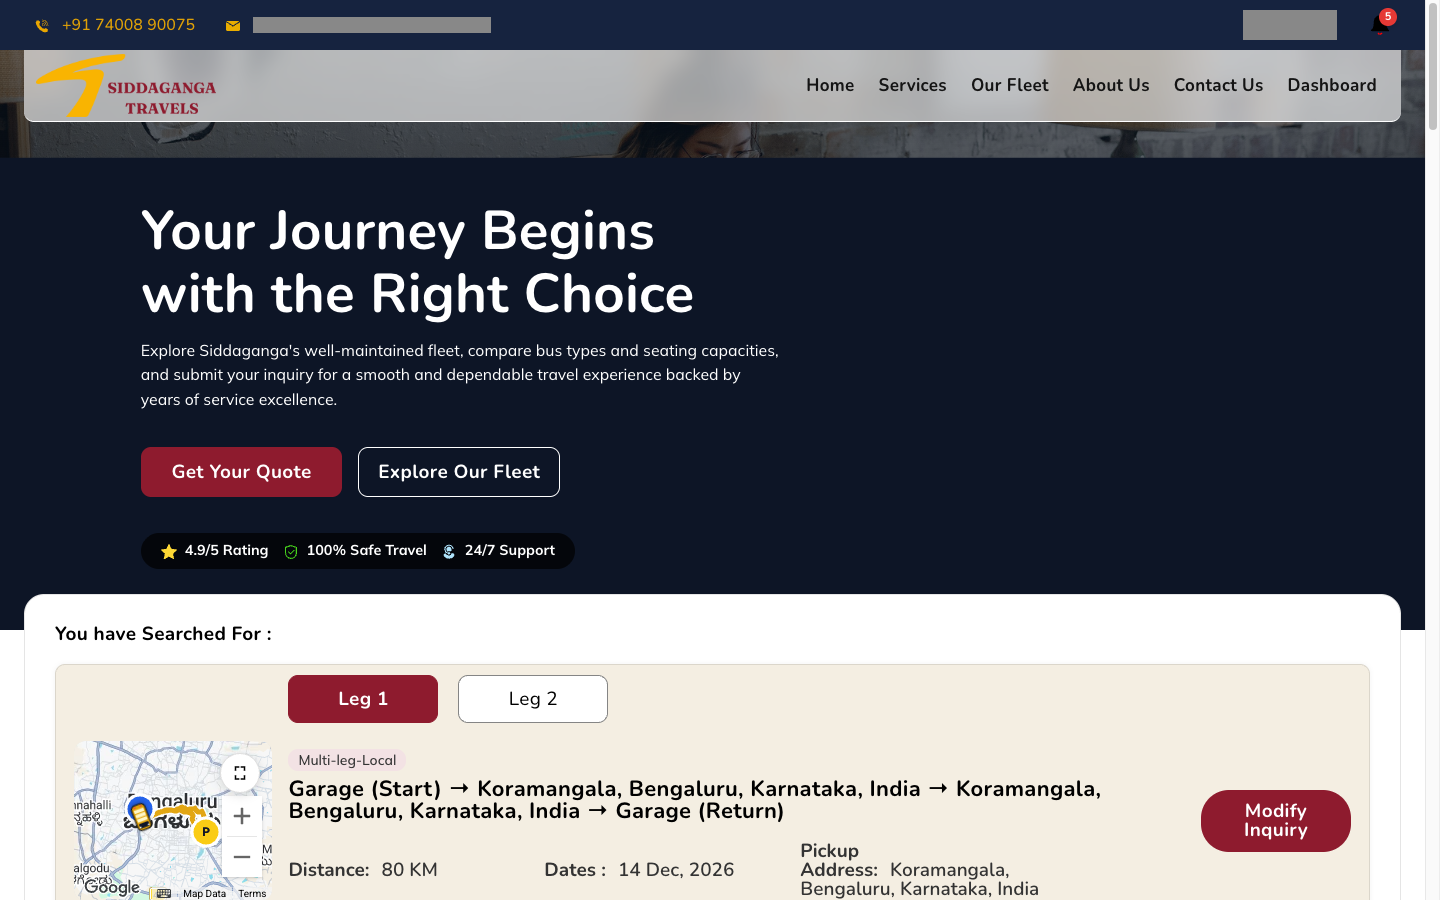 +91 74008 90075
5
SIDDAGANGA
TRAVELS
Home Services Our Fleet About Us Contact Us Dashboard
Your Journey Begins
with the Right Choice
Explore Siddaganga's well-maintained fleet, compare bus types and seating capacities,
and submit your inquiry for a smooth and dependable travel experience backed by
years of service excellence.
Get Your Quote Explore Our Fleet
4.9/5 Rating 100% Safe Travel 24/7 Support
You have Searched For :
Leg 1 Leg 2
Multi-leg-Local
Garage (Start) → Koramangala, Bengaluru, Karnataka, India → Koramangala,
Bengaluru, Karnataka, India → Garage (Return)
Modify
Inquiry
Distance: 80 KM
Dates : 14 Dec, 2026
Pickup
Address: Koramangala,
Bengaluru, Karnataka, India
Bengaluru
P
Google
Map Data Terms